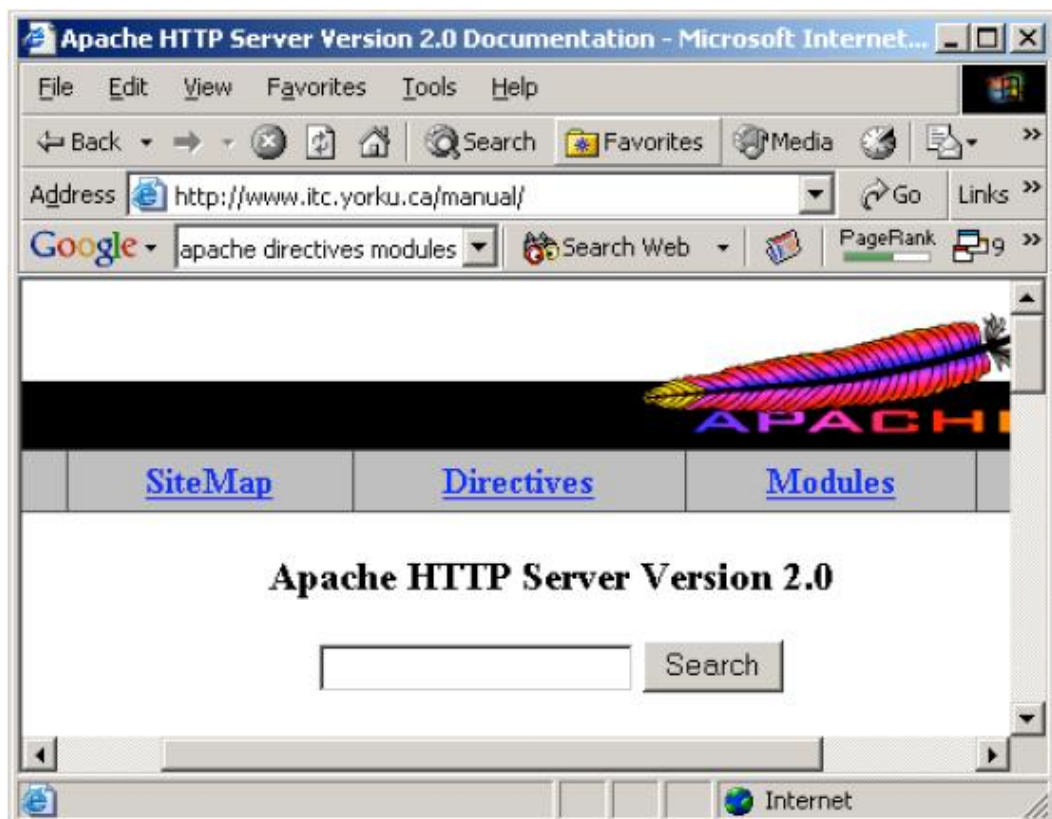 Apache HTTP Server Version 2.0 Documentation - Microsoft Internet...
File Edit View Favorites Tools Help
Back Search Favorites Media »
Address http://www.itc.yorku.ca/manual/ Go Links »
Google apache directives modules Search Web PageRank 9 »
APACHE
SiteMap Directives Modules
Apache HTTP Server Version 2.0
Search
Internet